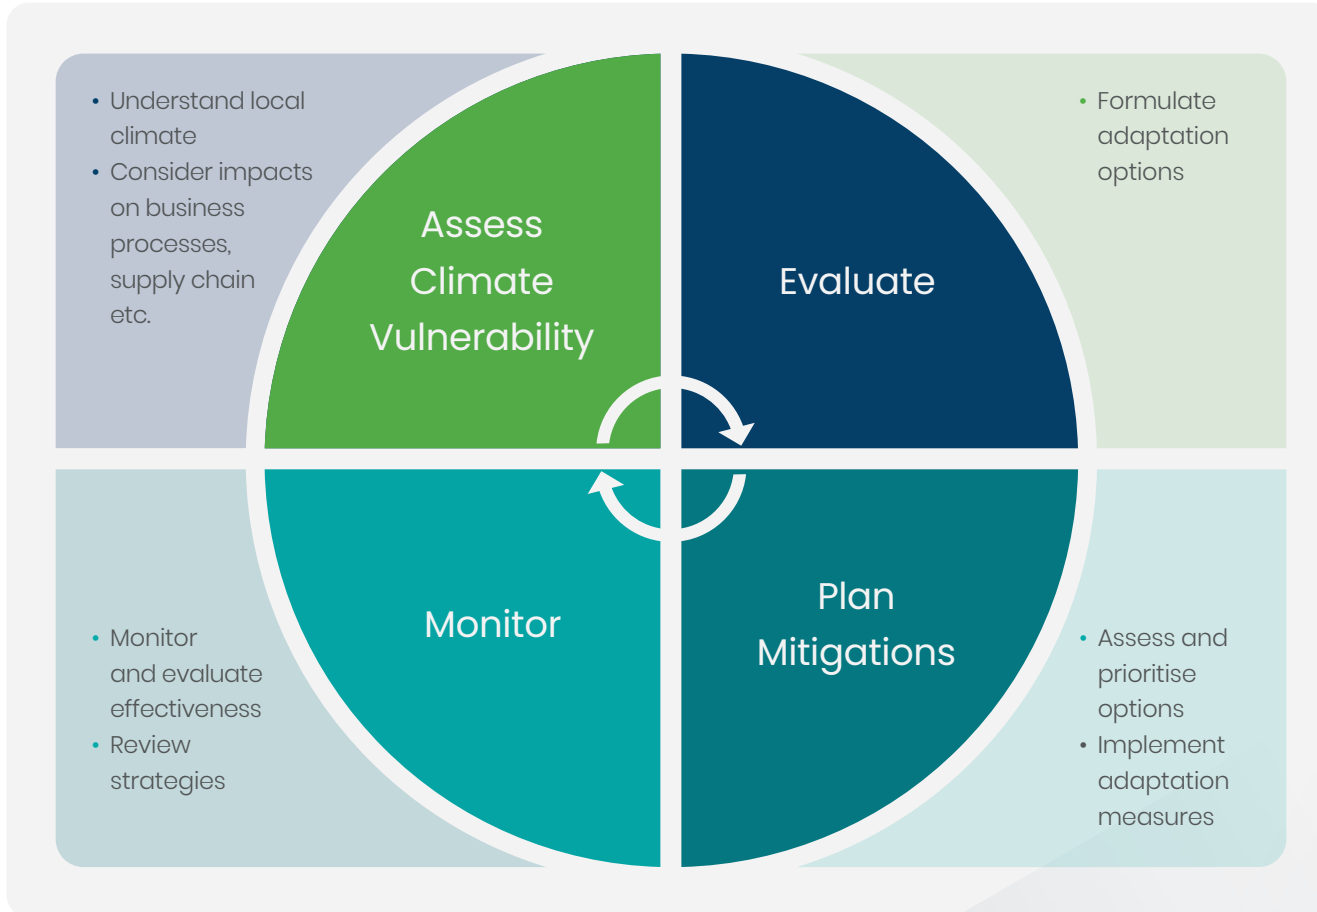 • Understand local
climate
• Consider impacts
on business
processes,
supply chain
etc.
Assess
Climate
Vulnerability
Evaluate
• Formulate
adaptation
options
• Monitor
and evaluate
effectiveness
• Review
strategies
Monitor
Plan
Mitigations
• Assess and
prioritise
options
• Implement
adaptation
measures